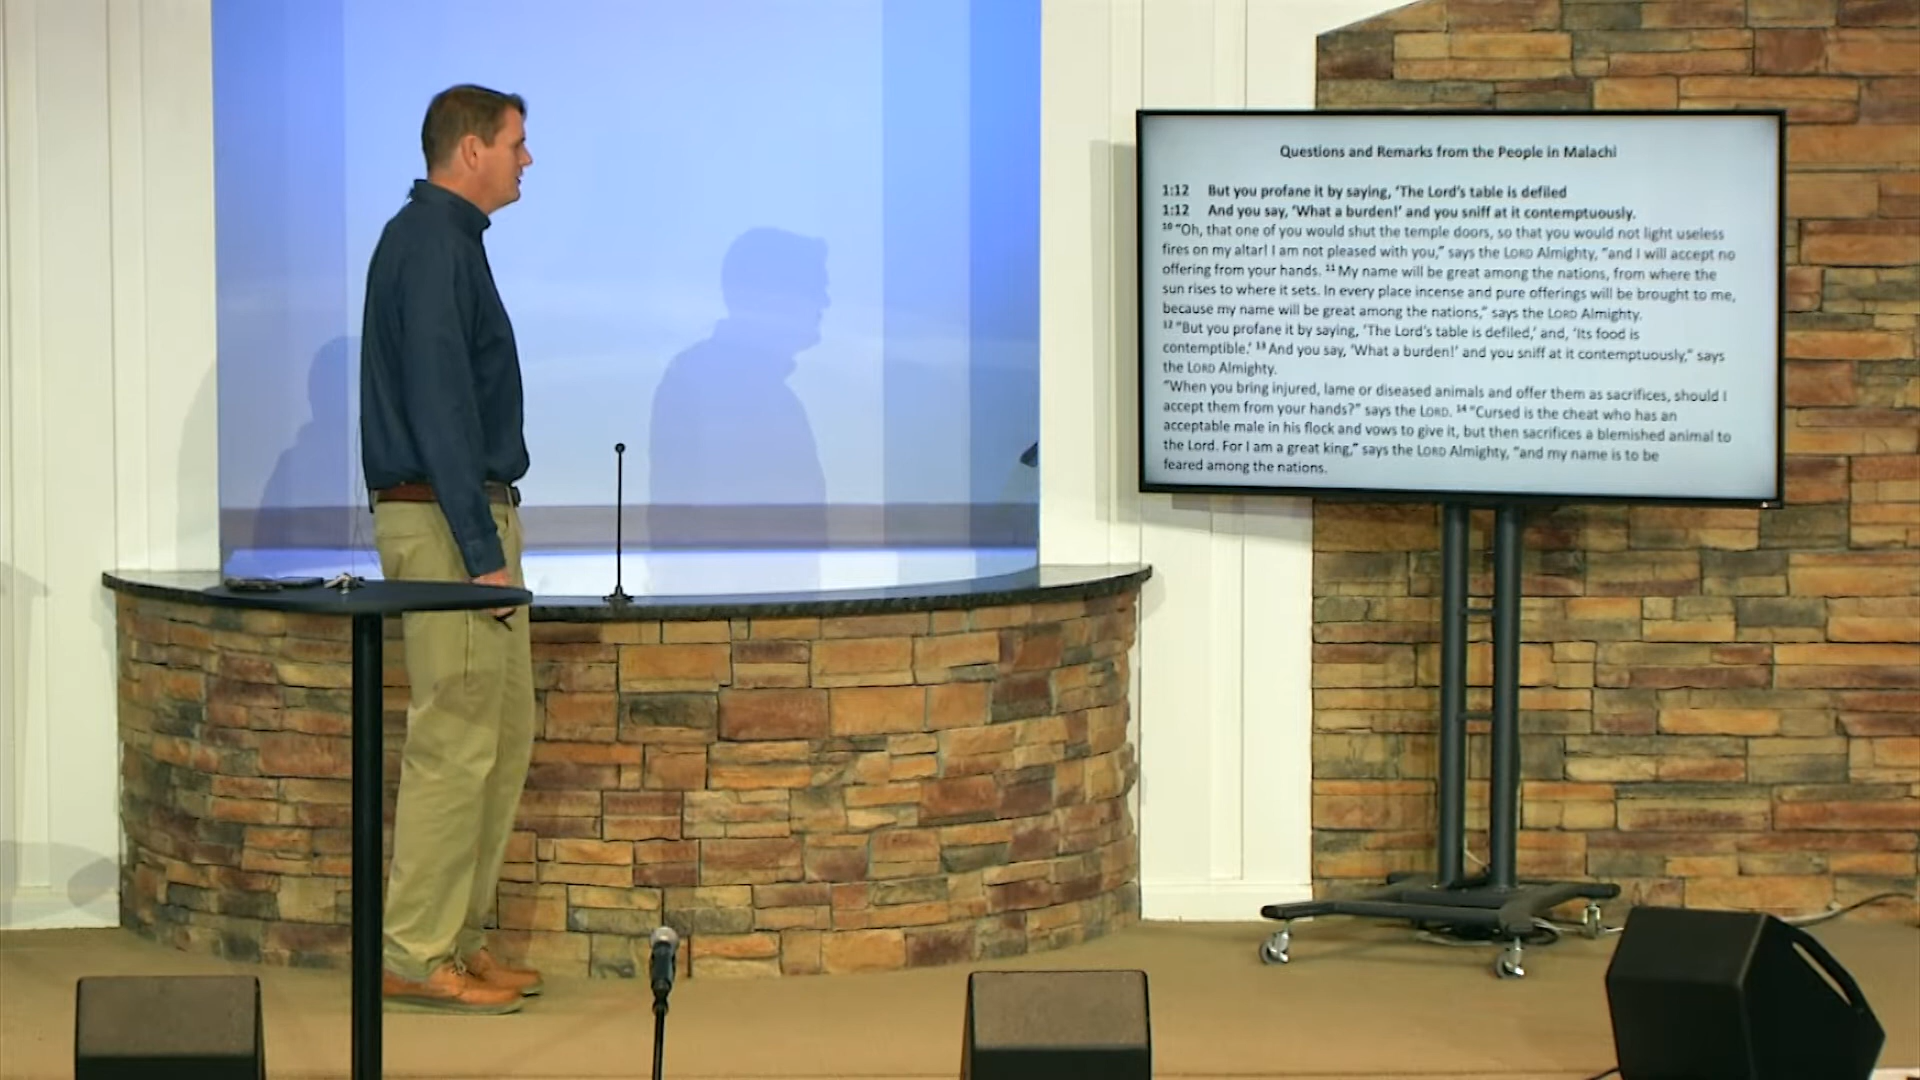 Questions and Remarks from the People in Malachi
1:12 But you profane it by saying, ‘The Lord’s table is defiled
1:12 And you say, ‘What a burden!’ and you sniff at it contemptuously.
10 “Oh, that one of you would shut the temple doors, so that you would not light useless
fires on my altar! I am not pleased with you,” says the LORD Almighty, “and I will accept no
offering from your hands. 11 My name will be great among the nations, from where the
sun rises to where it sets. In every place incense and pure offerings will be brought to me,
because my name will be great among the nations,” says the LORD Almighty.
12 “But you profane it by saying, ‘The Lord’s table is defiled,’ and, ‘Its food is
contemptible.’ 13 And you say, ‘What a burden!’ and you sniff at it contemptuously,” says
the LORD Almighty.
“When you bring injured, lame or diseased animals and offer them as sacrifices, should I
accept them from your hands?” says the LORD. 14 “Cursed is the cheat who has an
acceptable male in his flock and vows to give it, but then sacrifices a blemished animal to
the Lord. For I am a great king,” says the LORD Almighty, “and my name is to be
feared among the nations.